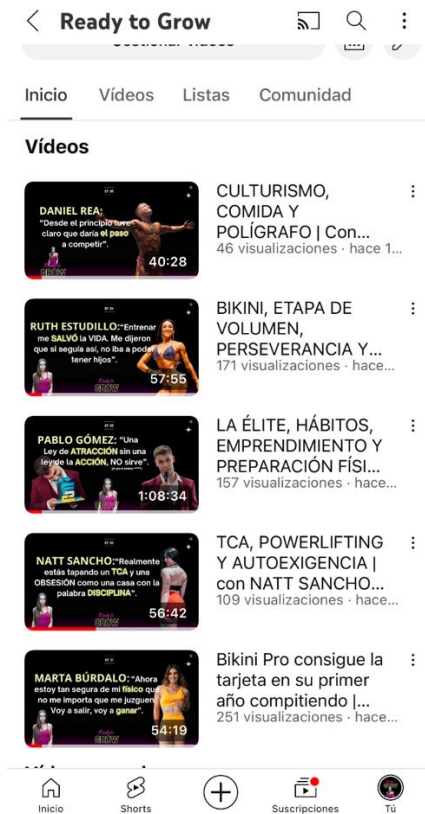 Ready to Grow
Gestionar vídeos
Inicio Vídeos Listas Comunidad
Vídeos
DANIEL REA:
"Desde el principio tuve
claro que daría el paso
a competir".
40:28
CULTURISMO,
COMIDA Y
POLÍGRAFO | Con...
46 visualizaciones · hace 1...
RUTH ESTUDILLO:"Entrenar
me SALVÓ la VIDA. Me dijeron
que si seguía así, no iba a poder
tener hijos".
57:55
BIKINI, ETAPA DE
VOLUMEN,
PERSEVERANCIA Y...
171 visualizaciones · hace...
PABLO GÓMEZ: "Una
Ley de ATRACCIÓN sin una
ley de la ACCIÓN, NO sirve".
1:08:34
LA ÉLITE, HÁBITOS,
EMPRENDIMIENTO Y
PREPARACIÓN FÍSI...
157 visualizaciones · hace...
NATT SANCHO:"Realmente
estás tapando un TCA y una
OBSESIÓN como una casa con la
palabra DISCIPLINA".
56:42
TCA, POWERLIFTING
Y AUTOEXIGENCIA |
con NATT SANCHO...
109 visualizaciones · hace...
MARTA BÚRDALO: "Ahora
estoy tan segura de mi físico que
no me importa que me juzguen
Voy a salir, voy a ganar".
54:19
Bikini Pro consigue la
tarjeta en su primer
año compitiendo |...
251 visualizaciones · hace...
Inicio Shorts Suscripciones Tú